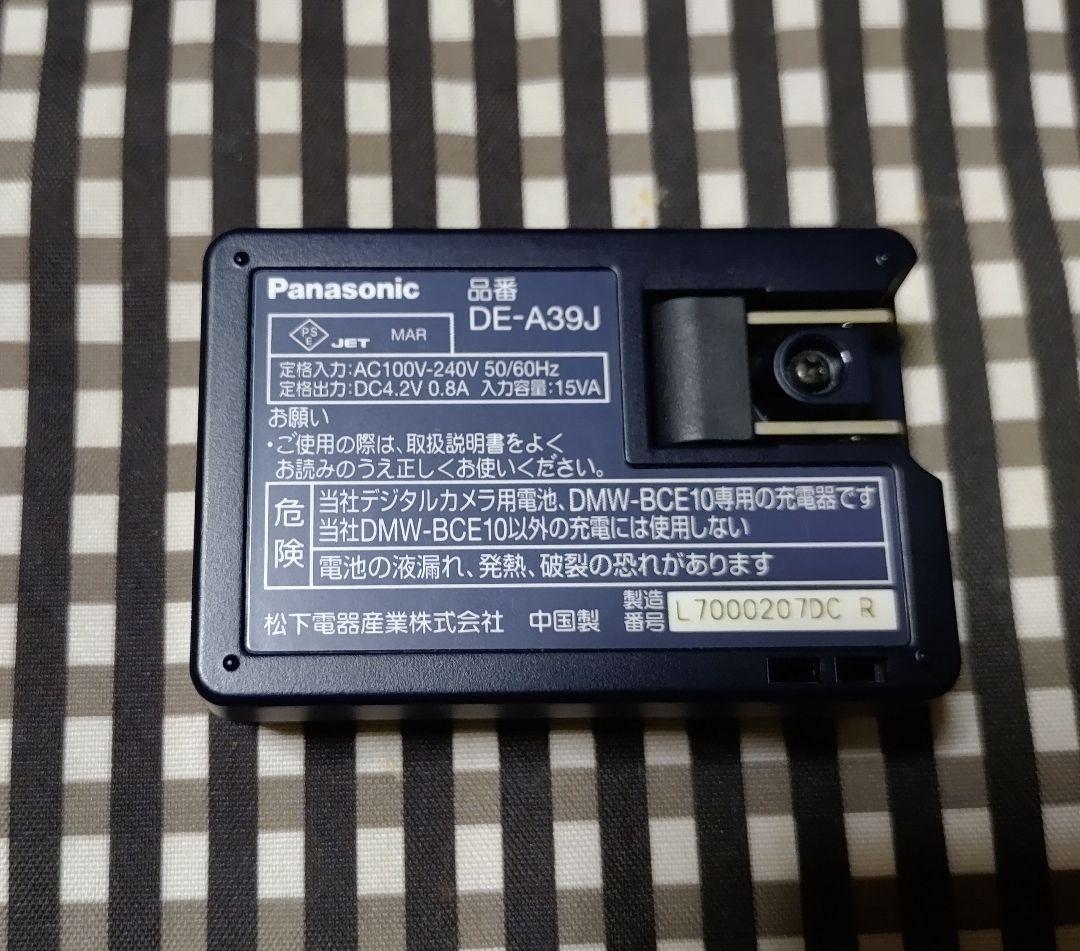 Panasonic
品番
DE-A39J
PS
E
JET MAR
定格入力:AC100V-240V 50/60Hz
定格出力:DC4.2V 0.8A 入力容量:15VA
お願い
・ご使用の際は、取扱説明書をよく
お読みのうえ正しくお使いください。
危険
当社デジタルカメラ用電池、DMW-BCE10専用の充電器です
当社DMW-BCE10以外の充電には使用しない
電池の液漏れ、発熱、破裂の恐れがあります
松下電器産業株式会社 中国製
製造
番号
L7000207DC R